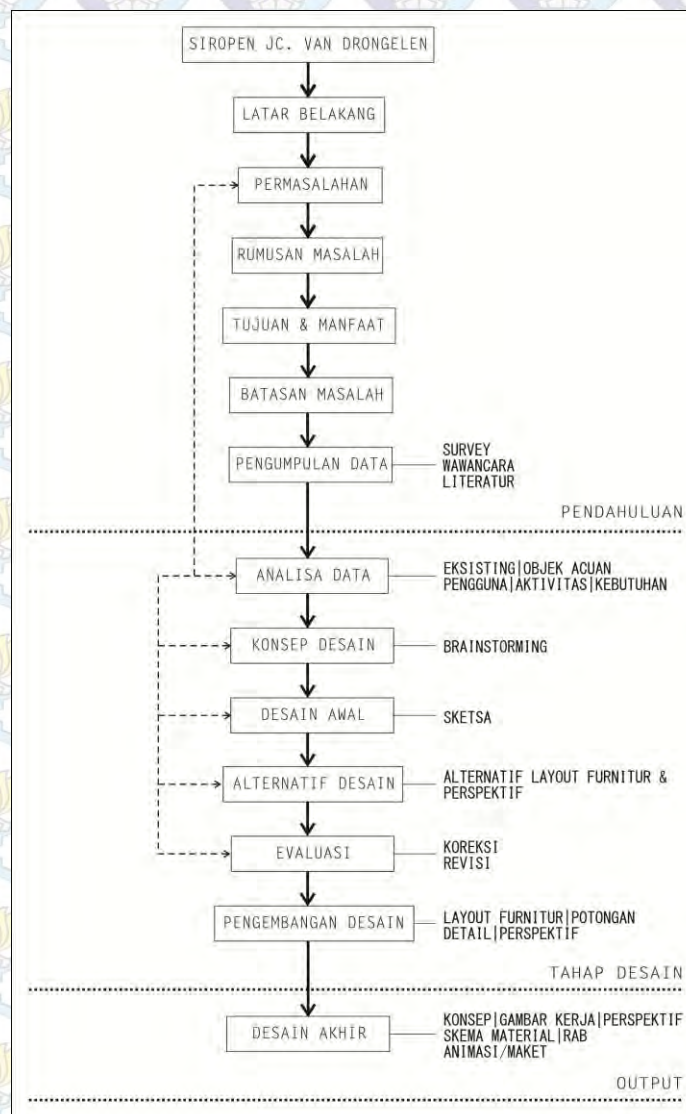 SIROPEN JC. VAN DRONGELEN
LATAR BELAKANG
PERMASALAHAN
RUMUSAN MASALAH
TUJUAN & MANFAAT
BATASAN MASALAH
PENGUMPULAN DATA
SURVEY
WAWANCARA
LITERATUR
PENDAHULUAN
ANALISA DATA
EKSISTING|OBJEK ACUAN
PENGGUNA|AKTIVITAS|KEBUTUHAN
KONSEP DESAIN
BRAINSTORMING
DESAIN AWAL
SKETSA
ALTERNATIF DESAIN
ALTERNATIF LAYOUT FURNITUR &
PERSPEKTIF
EVALUASI
KOREKSI
REVISI
PENGEMBANGAN DESAIN
LAYOUT FURNITUR|POTONGAN
DETAIL|PERSPEKTIF
TAHAP DESAIN
DESAIN AKHIR
KONSEP|GAMBAR KERJA|PERSPEKTIF
SKEMA MATERIAL|RAB
ANIMASI/MAKET
OUTPUT